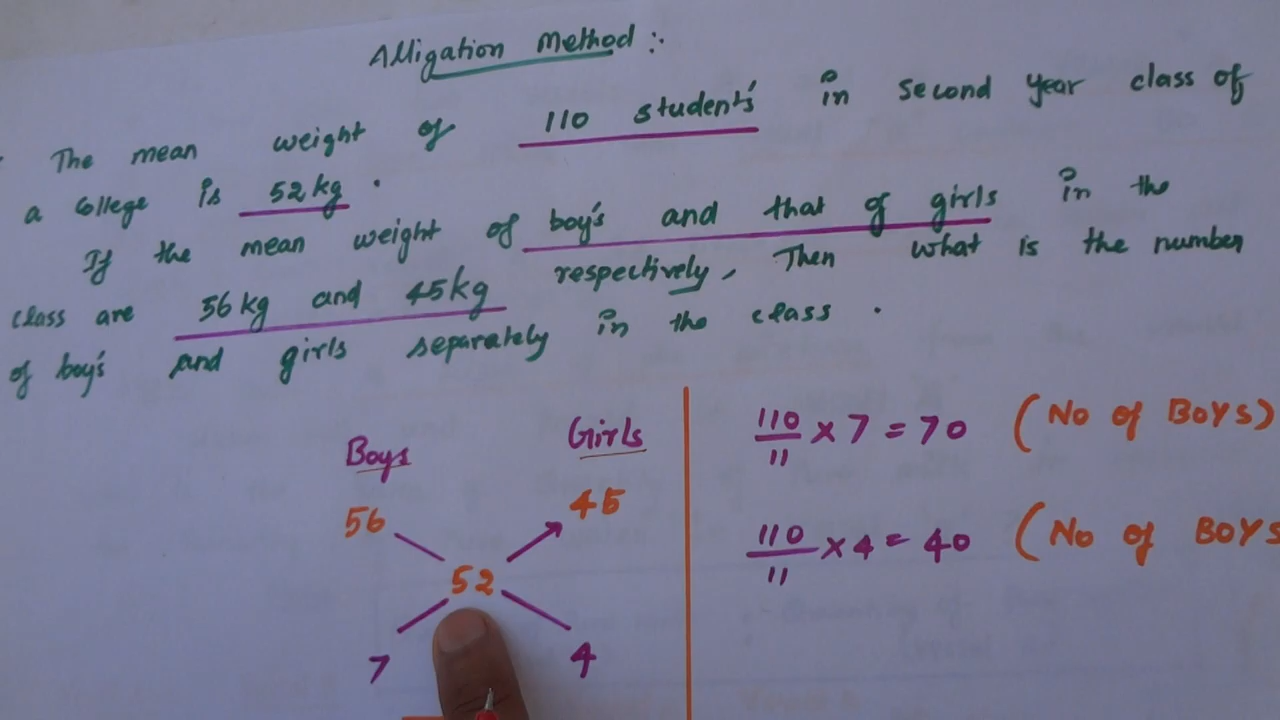 Alligation Method :-
The mean weight of 110 student's in second year class of
a college is 52 kg.
If the mean weight of boy's and that of girls in the
class are 56 kg and 45 kg respectively, Then what is the number
of boy's and girls separately in the class.
Boys Girls
56 45
52
7 4
110/11 × 7 = 70 (No of BOYS)
110/11 × 4 = 40 (No of BOYS